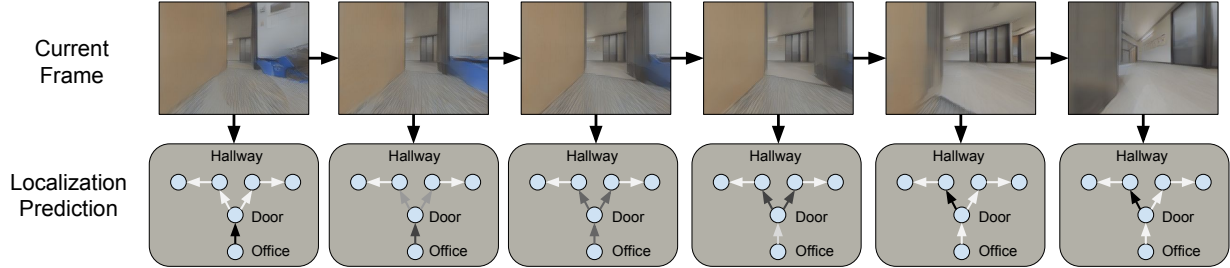 Current
Frame
Localization
Prediction
Hallway
Door
Office
Hallway
Door
Office
Hallway
Door
Office
Hallway
Door
Office
Hallway
Door
Office
Hallway
Door
Office